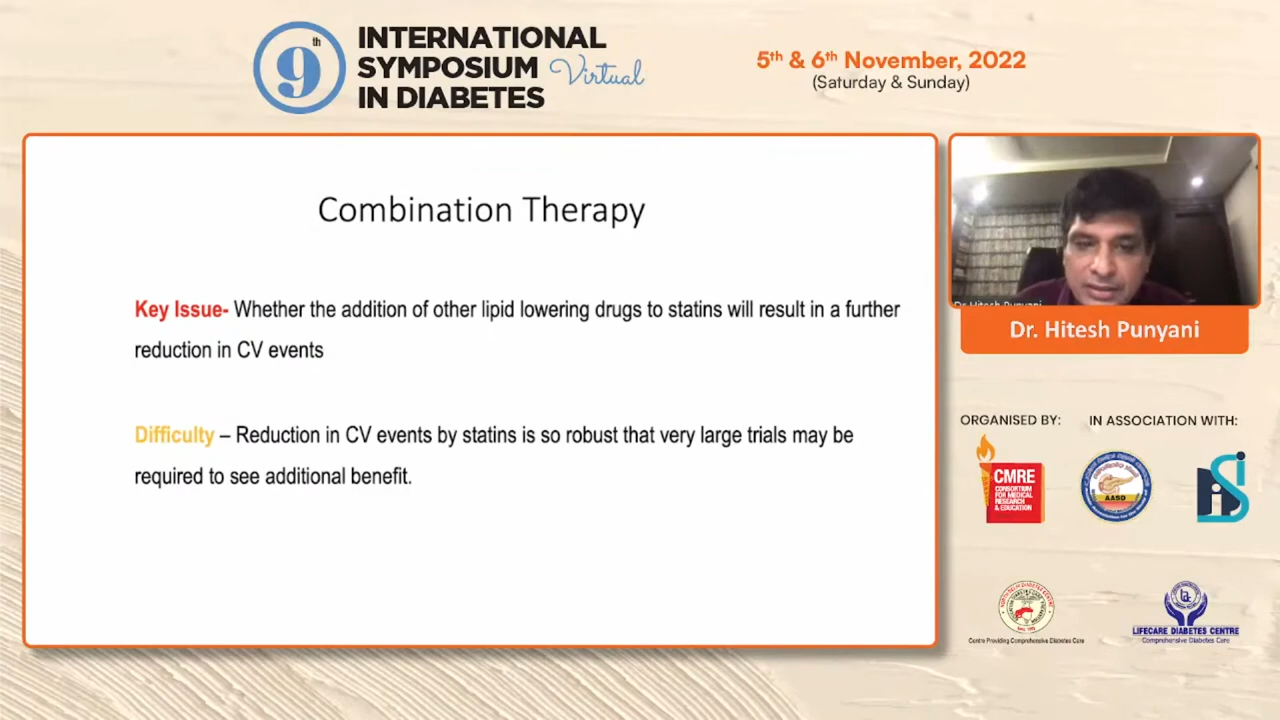 9th
INTERNATIONAL
SYMPOSIUM Virtual
IN DIABETES
5th & 6th November, 2022
(Saturday & Sunday)
Combination Therapy
Key Issue- Whether the addition of other lipid lowering drugs to statins will result in a further
reduction in CV events
Difficulty – Reduction in CV events by statins is so robust that very large trials may be
required to see additional benefit.
Dr. Hitesh Punyani
Dr. Hitesh Punyani
ORGANISED BY:
IN ASSOCIATION WITH:
CMRE
CONSORTIUM
FOR MEDICAL
RESEARCH
& EDUCATION
AASD
Centre Providing Comprehensive Diabetes Care
LIFECARE DIABETES CENTRE
Comprehensive Diabetes Care